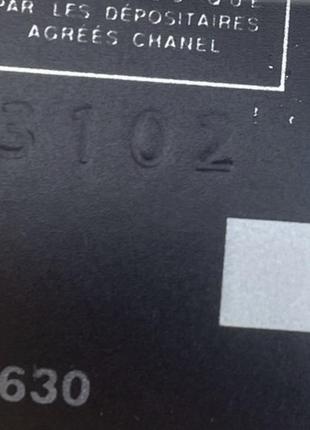 PAR LES DÉPOSITAIRES
AGRÉÉS CHANEL
3102
630